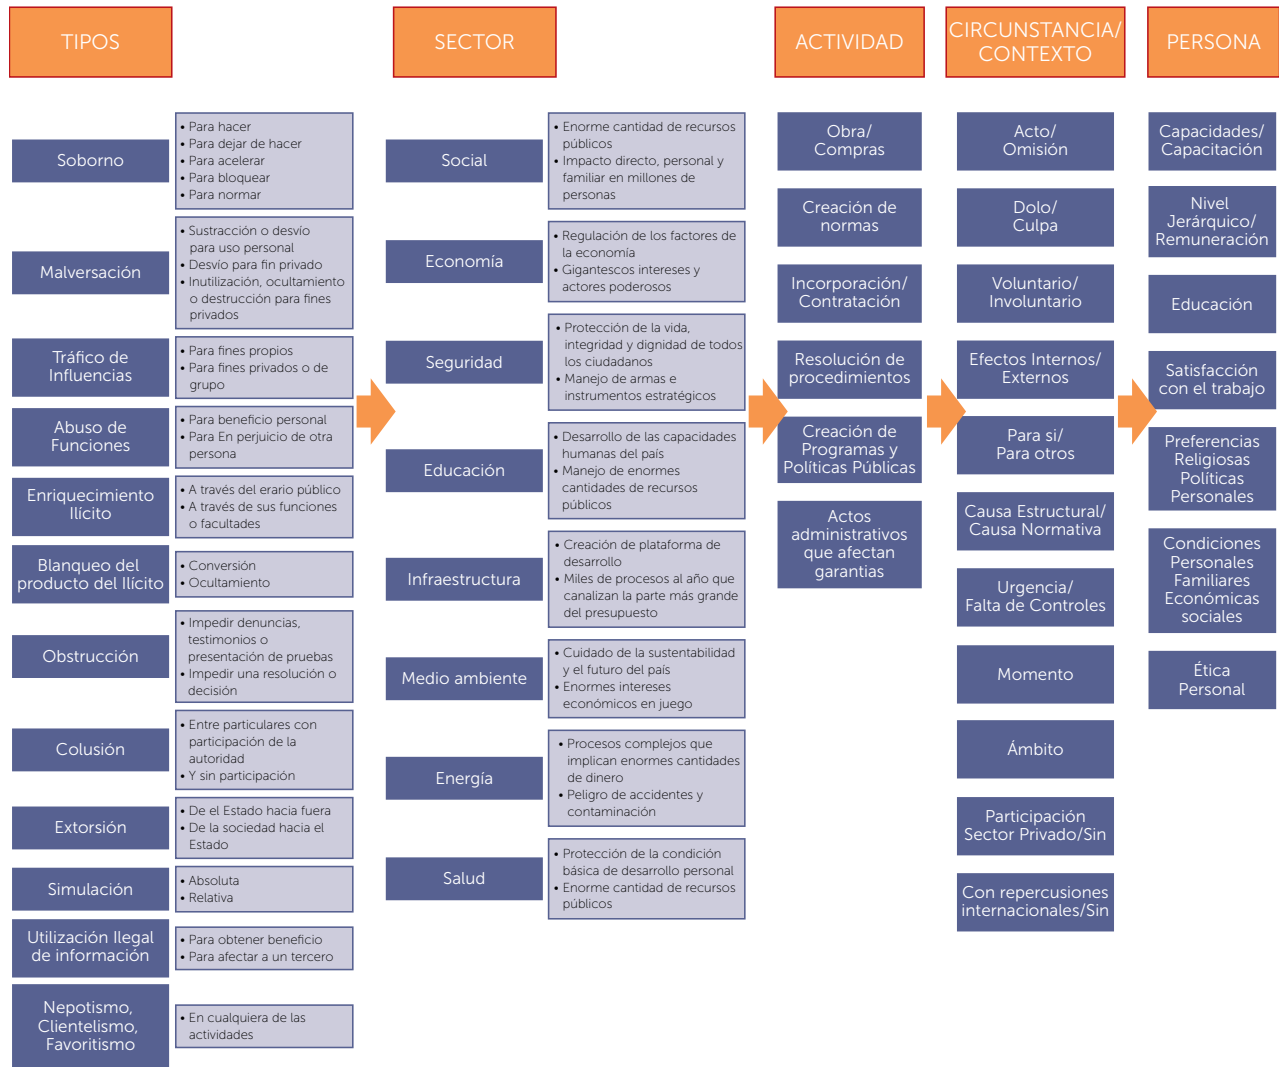 TIPOS
SECTOR
ACTIVIDAD
CIRCUNSTANCIA/
CONTEXTO
PERSONA
Soborno
• Para hacer
• Para dejar de hacer
• Para acelerar
• Para bloquear
• Para normar
Malversación
• Sustracción o desvío
para uso personal
• Desvío para fin privado
• Inutilización, ocultamiento
o destrucción para fines
privados
Tráfico de
Influencias
• Para fines propios
• Para fines privados o de
grupo
Abuso de
Funciones
• Para beneficio personal
• Para En perjuicio de otra
persona
Enriquecimiento
Ilícito
• A través del erario público
• A través de sus funciones
o facultades
Blanqueo del
producto del Ilícito
• Conversión
• Ocultamiento
Obstrucción
• Impedir denuncias,
testimonios o
presentación de pruebas
• Impedir una resolución o
decisión
Colusión
• Entre particulares con
participación de la
autoridad
• Y sin participación
Extorsión
• De el Estado hacia fuera
• De la sociedad hacia el
Estado
Simulación
• Absoluta
• Relativa
Utilización Ilegal
de información
• Para obtener beneficio
• Para afectar a un tercero
Nepotismo,
Clientelismo,
Favoritismo
• En cualquiera de las
actividades
Social
• Enorme cantidad de recursos
públicos
• Impacto directo, personal y
familiar en millones de
personas
Economía
• Regulación de los factores de
la economía
• Gigantescos intereses y
actores poderosos
Seguridad
• Protección de la vida,
integridad y dignidad de todos
los ciudadanos
• Manejo de armas e
instrumentos estratégicos
Educación
• Desarrollo de las capacidades
humanas del país
• Manejo de enormes
cantidades de recursos
públicos
Infraestructura
• Creación de plataforma de
desarrollo
• Miles de procesos al año que
canalizan la parte más grande
del presupuesto
Medio ambiente
• Cuidado de la sustentabilidad
y el futuro del país
• Enormes intereses
económicos en juego
Energía
• Procesos complejos que
implican enormes cantidades
de dinero
• Peligro de accidentes y
contaminación
Salud
• Protección de la condición
básica de desarrollo personal
• Enorme cantidad de recursos
públicos
Obra/
Compras
Creación de
normas
Incorporación/
Contratación
Resolución de
procedimientos
Creación de
Programas y
Políticas Públicas
Actos
administrativos
que afectan
garantias
Acto/
Omisión
Dolo/
Culpa
Voluntario/
Involuntario
Efectos Internos/
Externos
Para si/
Para otros
Causa Estructural/
Causa Normativa
Urgencia/
Falta de Controles
Momento
Ámbito
Participación
Sector Privado/Sin
Con repercusiones
internacionales/Sin
Capacidades/
Capacitación
Nivel
Jerárquico/
Remuneración
Educación
Satisfacción
con el trabajo
Preferencias
Religiosas
Políticas
Personales
Condiciones
Personales
Familiares
Económicas
sociales
Ética
Personal